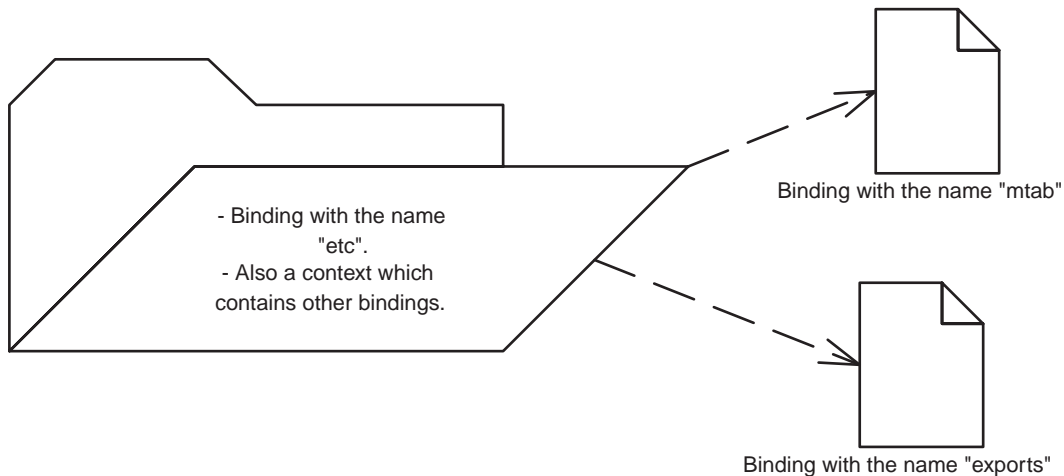 Binding with the name "mtab"
- Binding with the name
"etc".
- Also a context which
contains other bindings.
Binding with the name "exports"